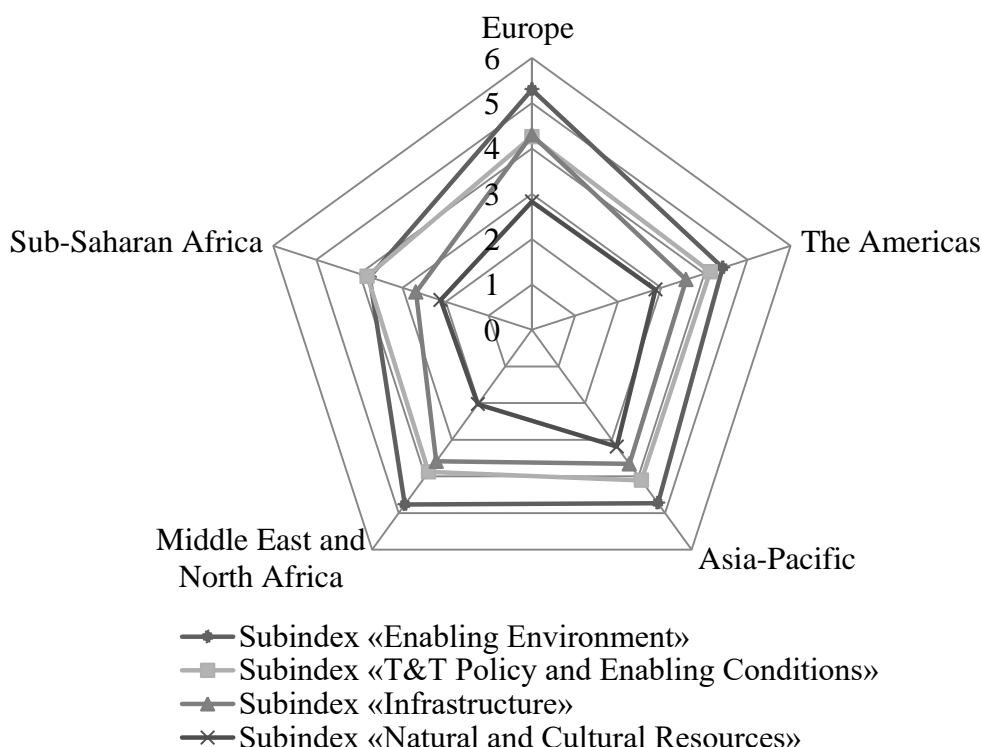 Europe
6
5
4
3
2
1
0
Sub-Saharan Africa
The Americas
Middle East and
North Africa
Asia-Pacific
Subindex «Enabling Environment»
Subindex «T&T Policy and Enabling Conditions»
Subindex «Infrastructure»
Subindex «Natural and Cultural Resources»